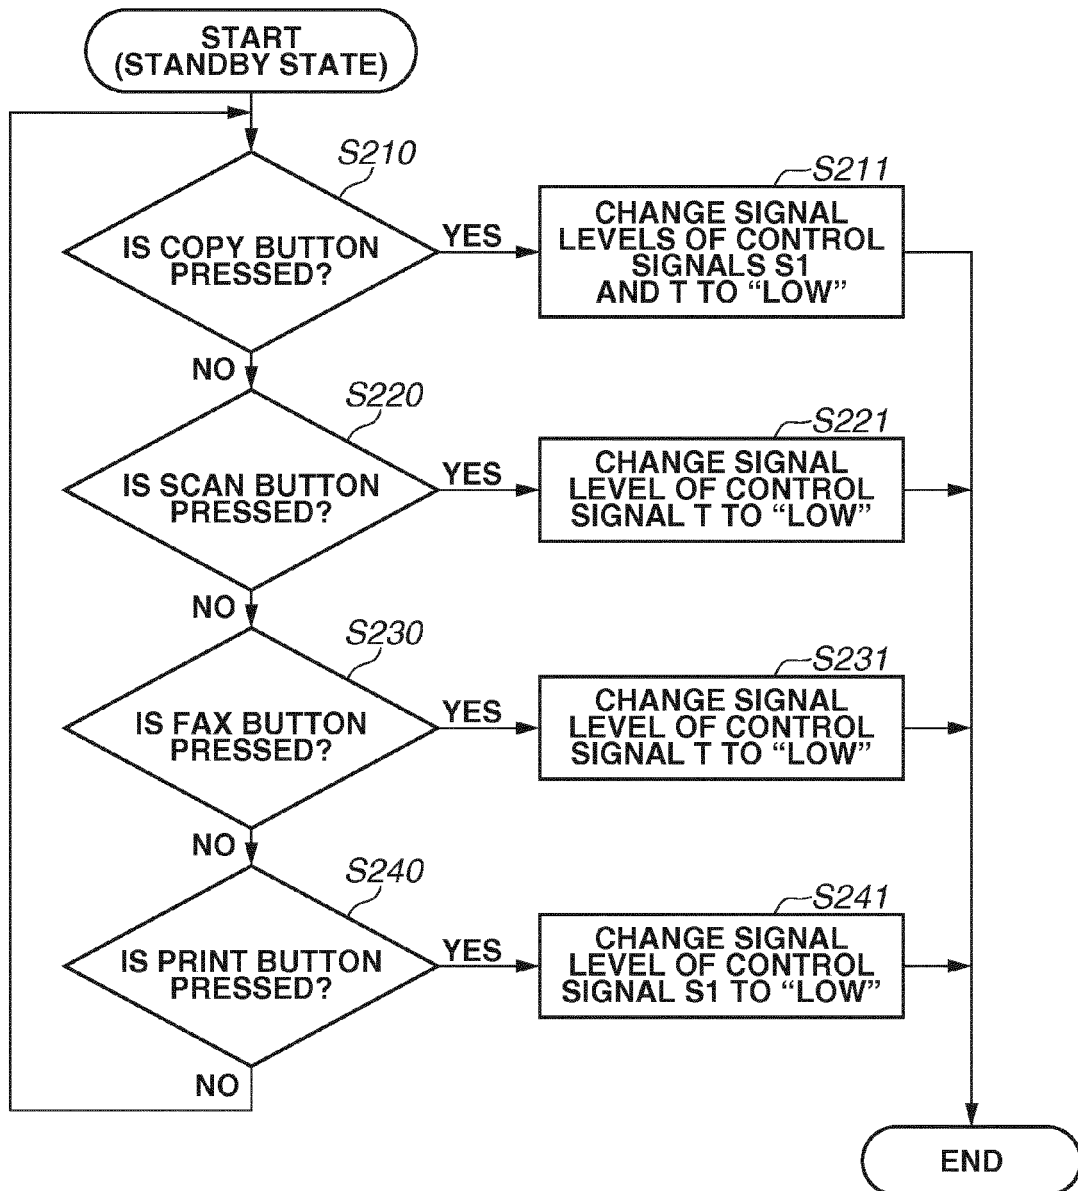 START
(STANDBY STATE)
S210
IS COPY BUTTON
PRESSED?
YES
S211
CHANGE SIGNAL
LEVELS OF CONTROL
SIGNALS S1
AND T TO “LOW”
NO
S220
IS SCAN BUTTON
PRESSED?
YES
S221
CHANGE SIGNAL
LEVEL OF CONTROL
SIGNAL T TO “LOW”
NO
S230
IS FAX BUTTON
PRESSED?
YES
S231
CHANGE SIGNAL
LEVEL OF CONTROL
SIGNAL T TO “LOW”
NO
S240
IS PRINT BUTTON
PRESSED?
YES
S241
CHANGE SIGNAL
LEVEL OF CONTROL
SIGNAL S1 TO “LOW”
NO
END